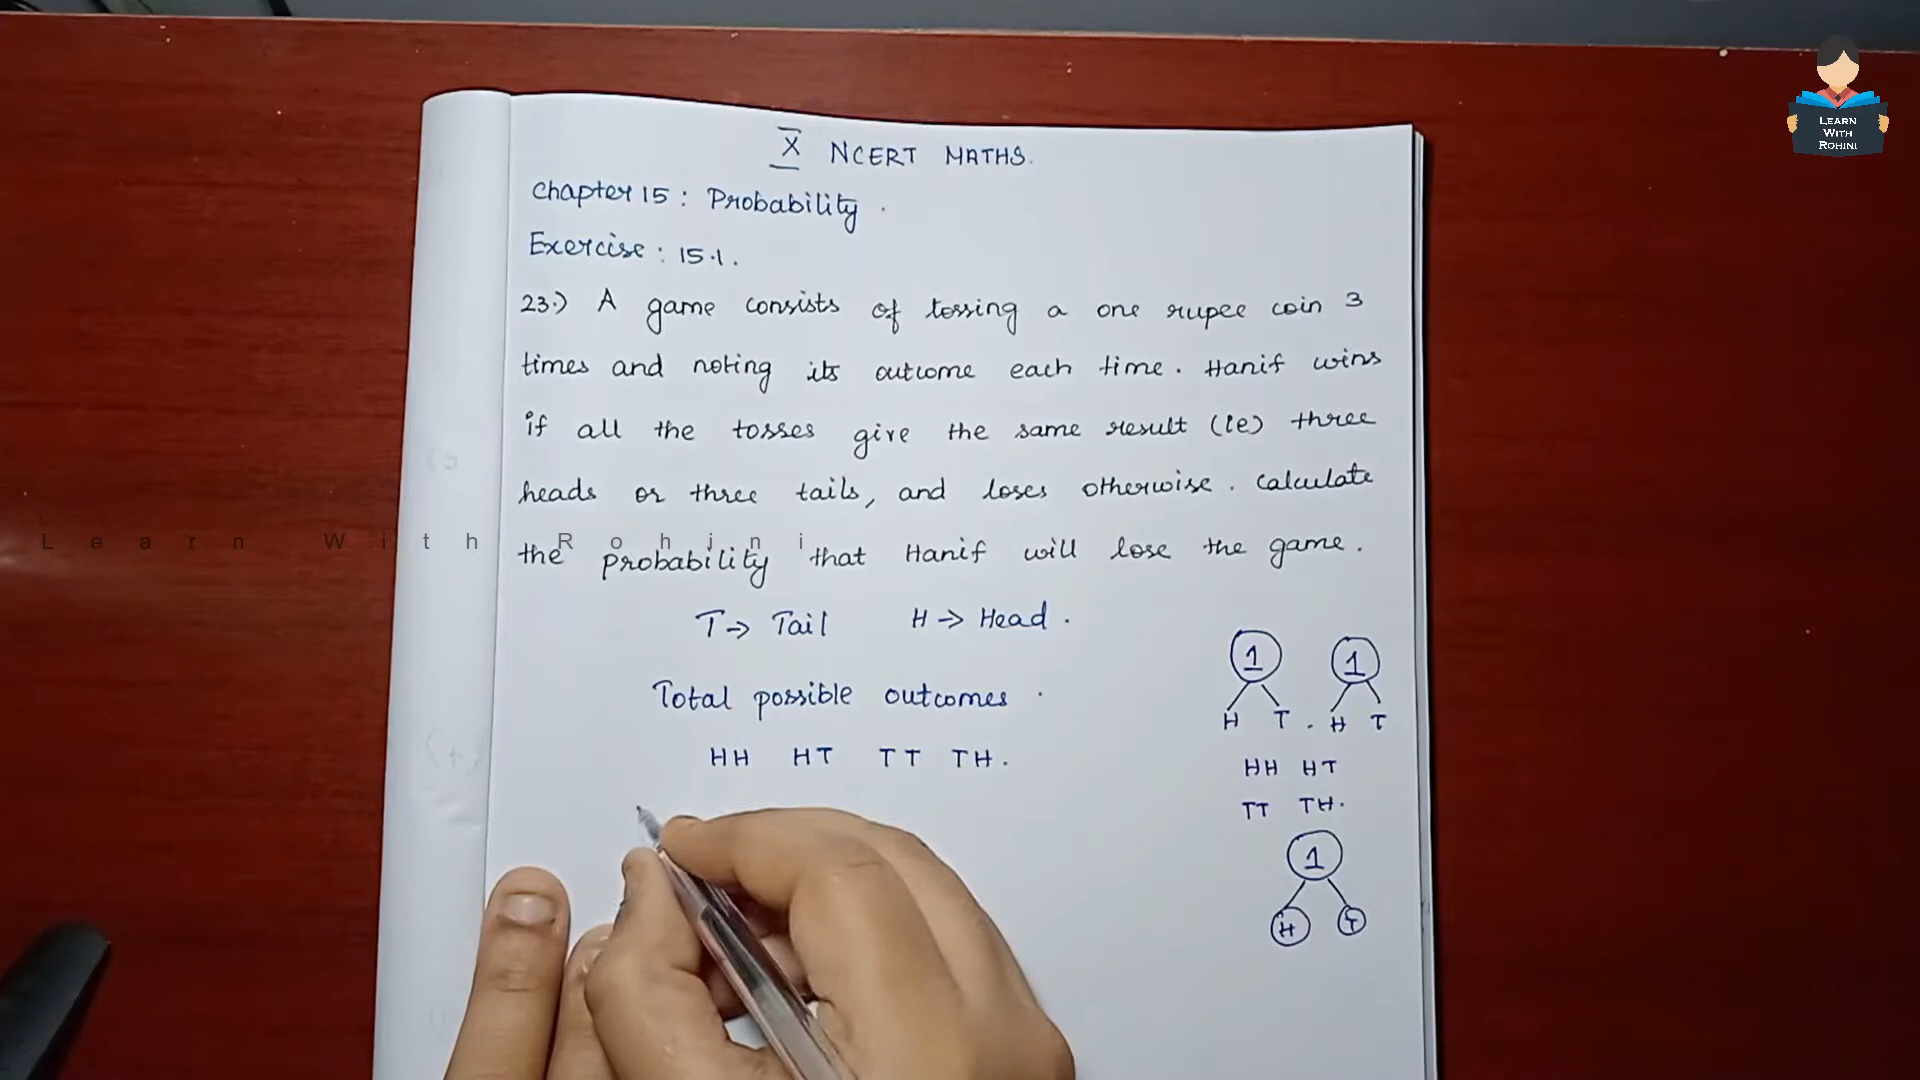 LEARN
WITH
ROHINI
X NCERT MATHS.
Chapter 15 : Probability.
Exercise : 15.1.
23.) A game consists of tossing a one rupee coin 3
times and noting its outcome each time. Hanif wins
if all the tosses give the same result (ie) three
heads or three tails, and loses otherwise. Calculate
Learn With Rohini
the probability that Hanif will lose the game.
T → Tail H → Head.
1 1
Total possible outcomes.
H T . H T
HH HT TT TH.
HH HT
TT TH.
1
H T